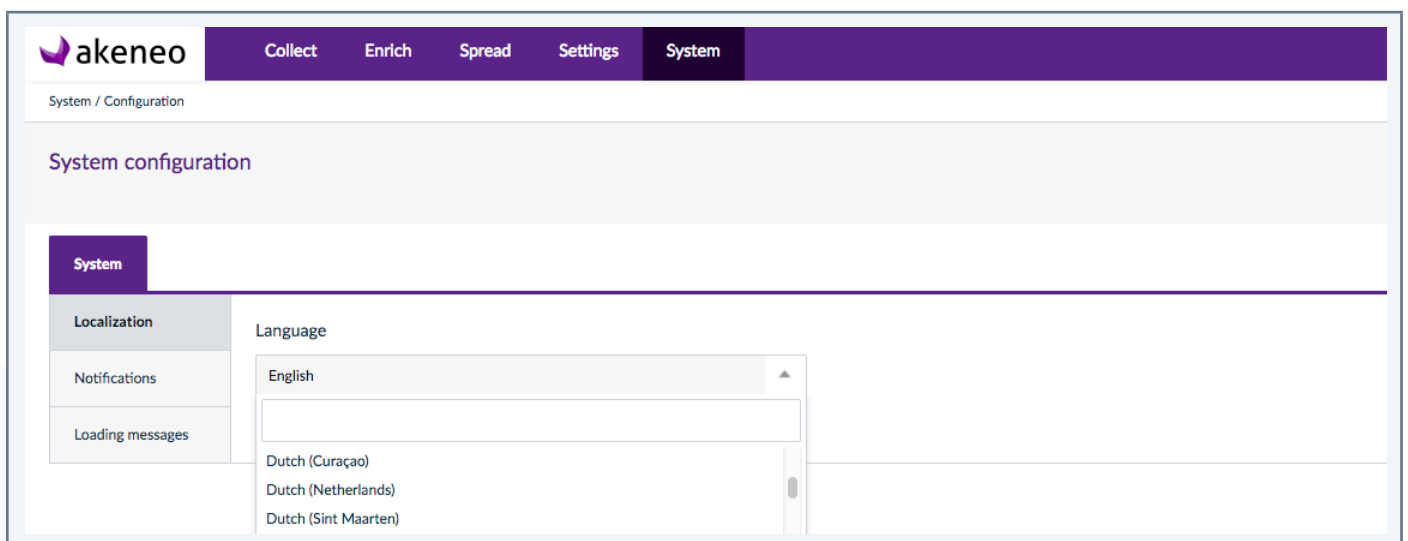 akeneo Collect Enrich Spread Settings System
System / Configuration
System configuration
System
Localization
Notifications
Loading messages
Language
English
Dutch (Curaçao)
Dutch (Netherlands)
Dutch (Sint Maarten)